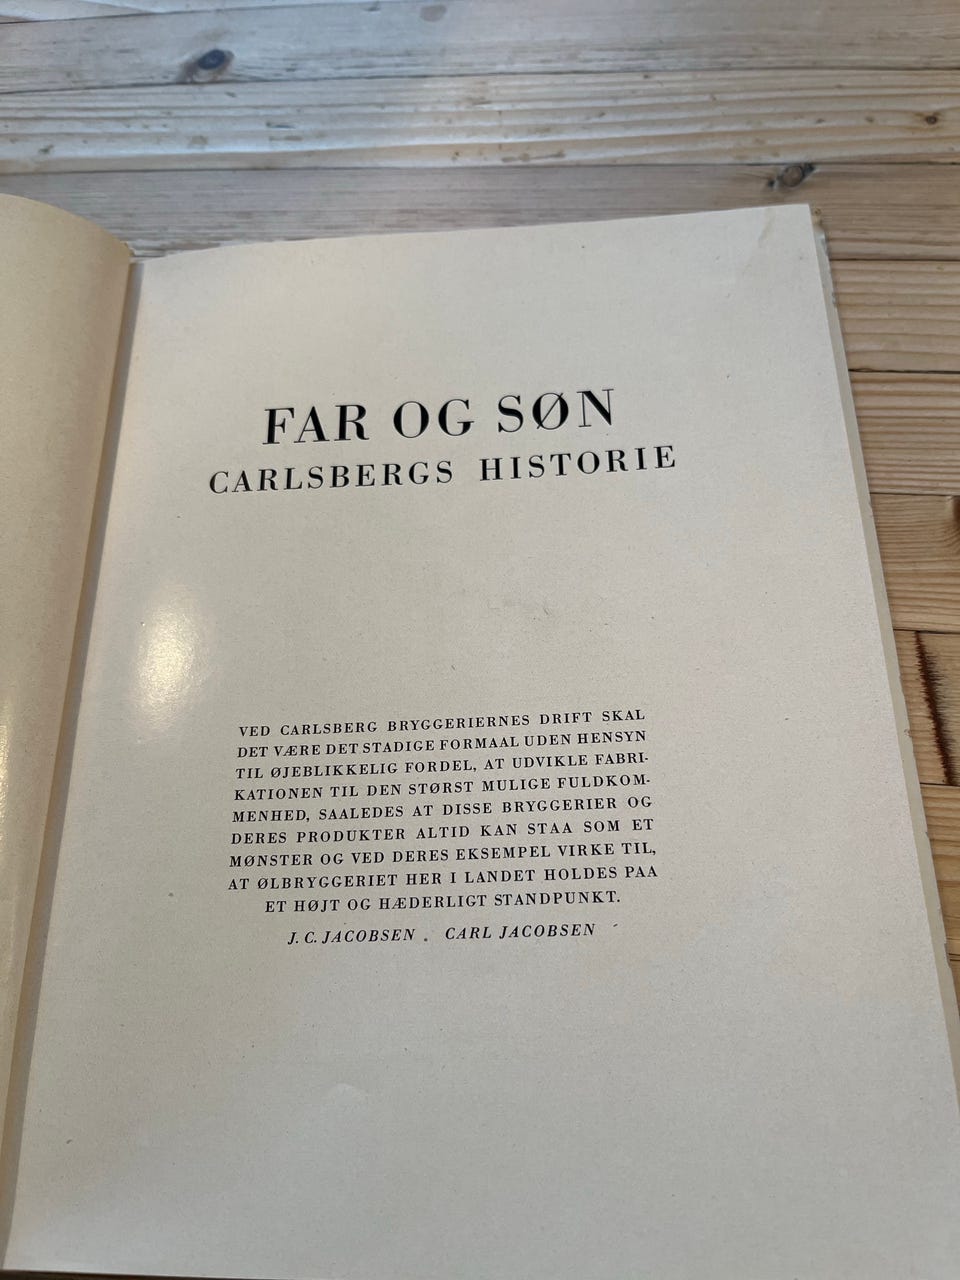 FAR OG SØN
CARLSBERGS HISTORIE
VED CARLSBERG BRYGGERIERNES DRIFT SKAL
DET VÆRE DET STADIGE FORMAAL UDEN HENSYN
TIL ØJEBLIKKELIG FORDEL, AT UDVIKLE FABRI-
KATIONEN TIL DEN STØRST MULIGE FULDKOM-
MENHED, SAALEDES AT DISSE BRYGGERIER OG
DERES PRODUKTER ALTID KAN STAA SOM ET
MØNSTER OG VED DERES EKSEMPEL VIRKE TIL,
AT ØLBRYGGERIET HER I LANDET HOLDES PAA
ET HØJT OG HÆDERLIGT STANDPUNKT.
J. C. JACOBSEN . CARL JACOBSEN